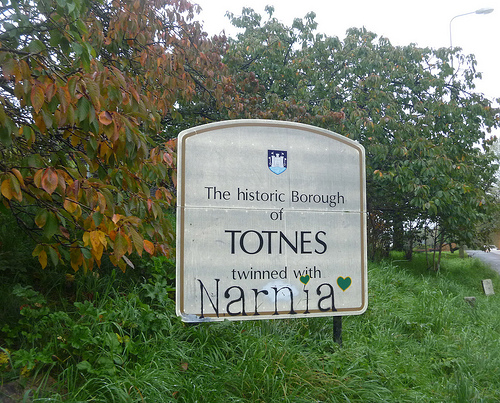 The historic Borough
of
TOTNES
twinned with
Narnia